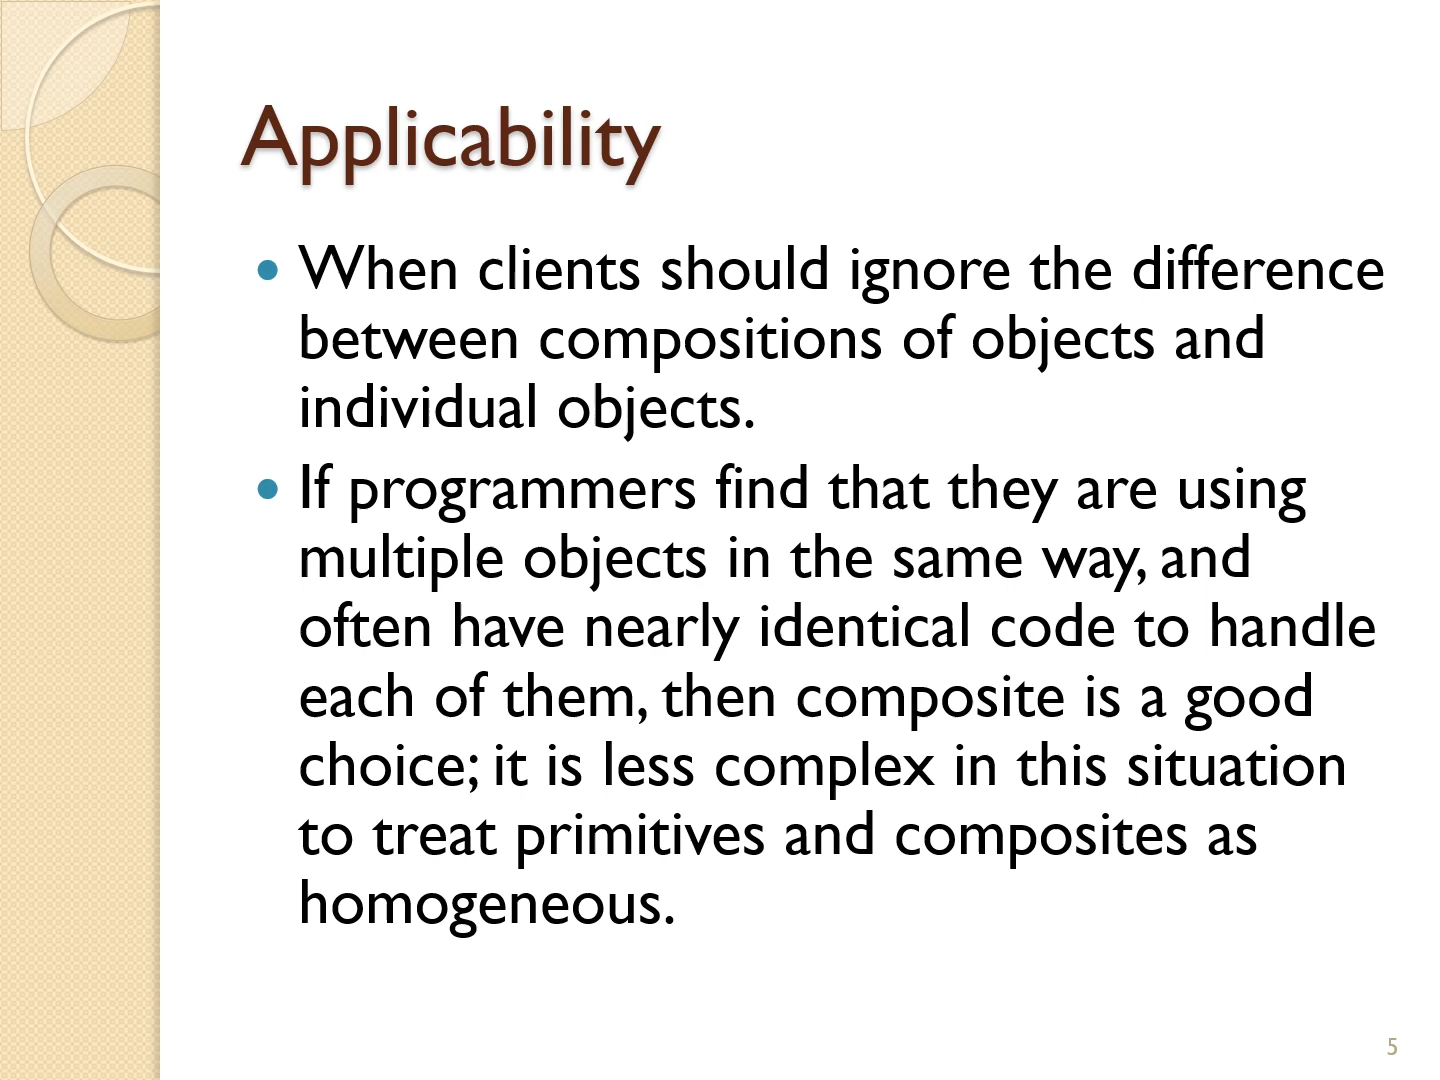 Applicability
• When clients should ignore the difference
between compositions of objects and
individual objects.
• If programmers find that they are using
multiple objects in the same way, and
often have nearly identical code to handle
each of them, then composite is a good
choice; it is less complex in this situation
to treat primitives and composites as
homogeneous.
5